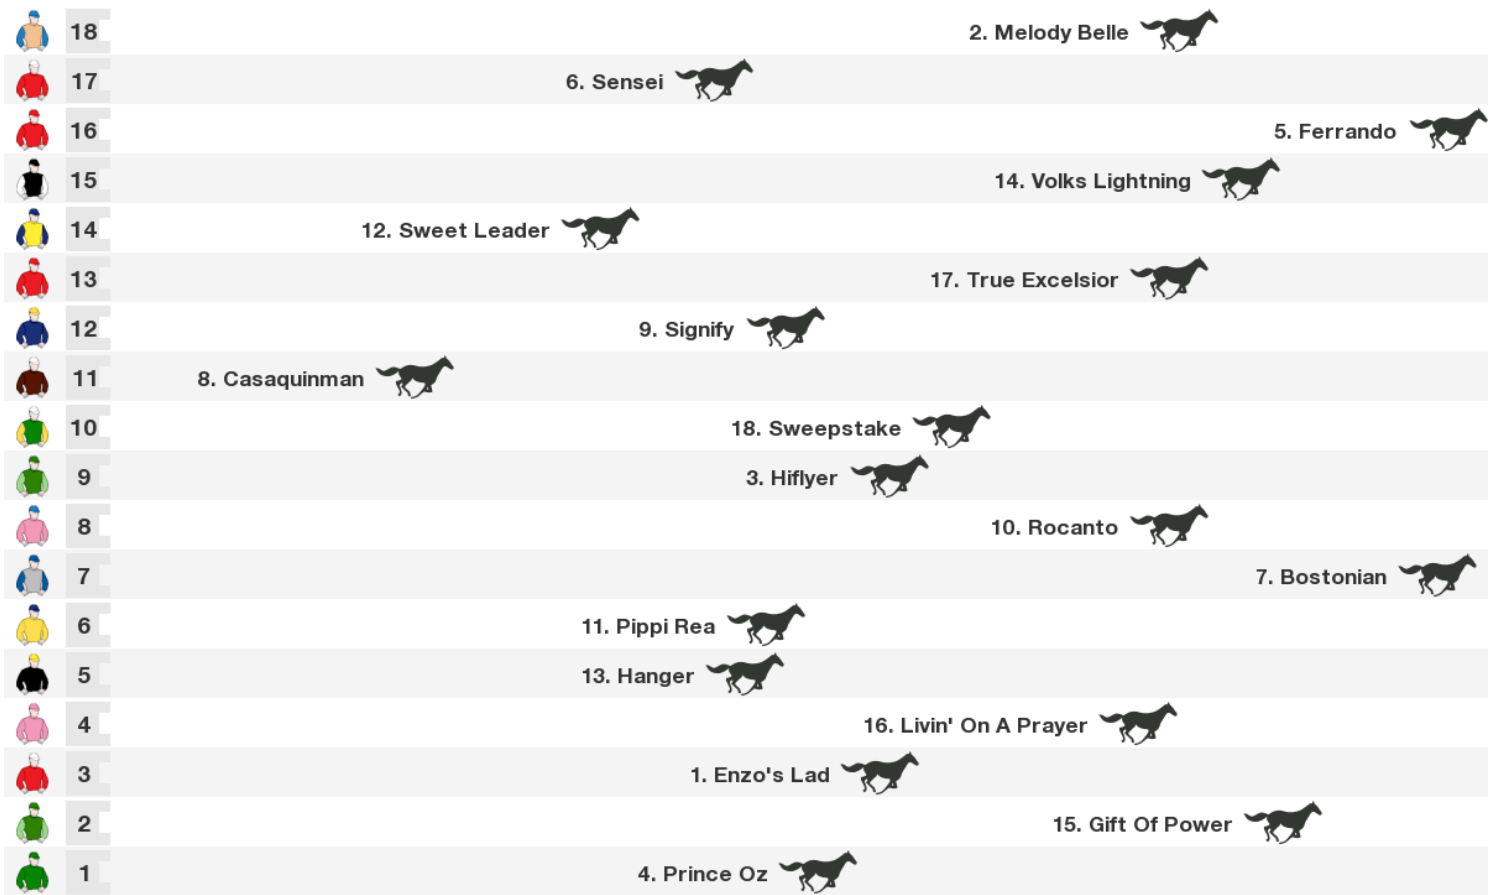 18 2. Melody Belle
17 6. Sensei
16 5. Ferrando
15 14. Volks Lightning
14 12. Sweet Leader
13 17. True Excelsior
12 9. Signify
11 8. Casaquinman
10 18. Sweepstake
9 3. Hiflyer
8 10. Rocanto
7 7. Bostonian
6 11. Pippi Rea
5 13. Hanger
4 16. Livin' On A Prayer
3 1. Enzo's Lad
2 15. Gift Of Power
1 4. Prince Oz